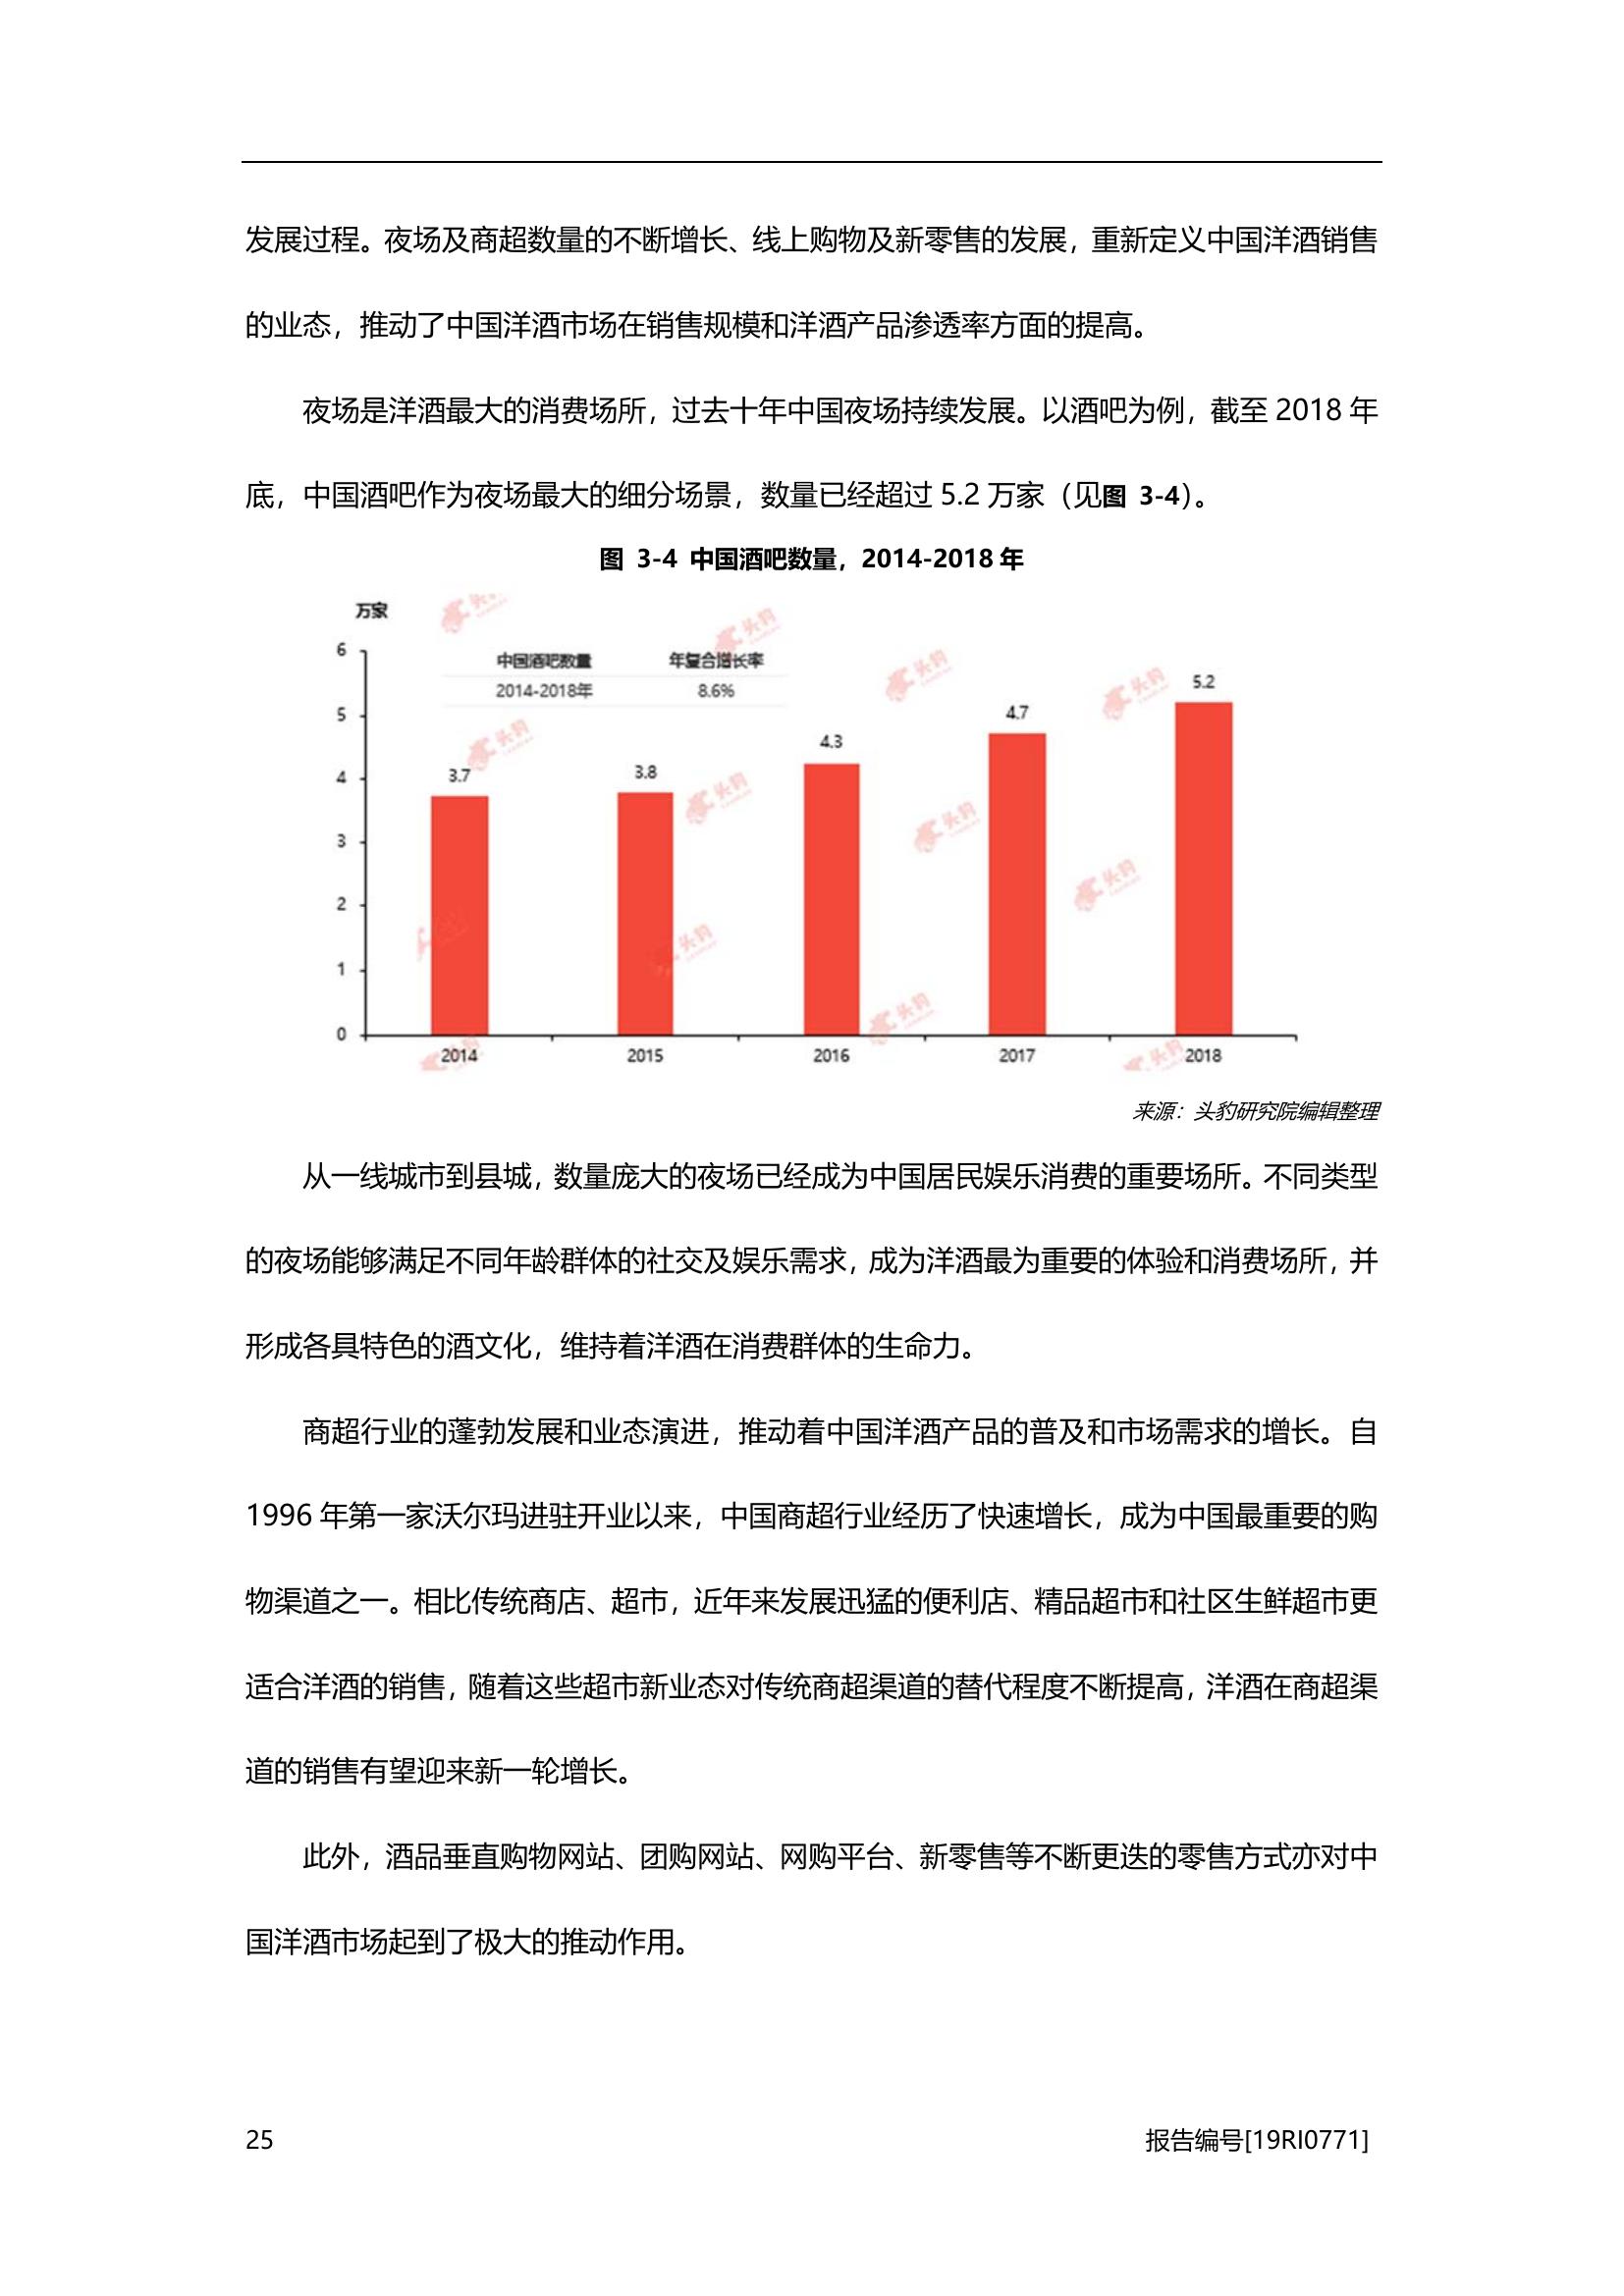 发展过程。夜场及商超数量的不断增长、线上购物及新零售的发展，重新定义中国洋酒销售
的业态，推动了中国洋酒市场在销售规模和洋酒产品渗透率方面的提高。
夜场是洋酒最大的消费场所，过去十年中国夜场持续发展。以酒吧为例，截至 2018 年
底，中国酒吧作为夜场最大的细分场景，数量已经超过 5.2 万家（见图 3-4）。
图 3-4 中国酒吧数量，2014-2018 年
万家
中国酒吧数量 年复合增长率
2014-2018年 8.6%
6
5
4
3
2
1
0
3.7
3.8
4.3
4.7
5.2
2014 2015 2016 2017 2018
头豹
来源：头豹研究院编辑整理
从一线城市到县城，数量庞大的夜场已经成为中国居民娱乐消费的重要场所。不同类型
的夜场能够满足不同年龄群体的社交及娱乐需求，成为洋酒最为重要的体验和消费场所，并
形成各具特色的酒文化，维持着洋酒在消费群体的生命力。
商超行业的蓬勃发展和业态演进，推动着中国洋酒产品的普及和市场需求的增长。自
1996 年第一家沃尔玛进驻开业以来，中国商超行业经历了快速增长，成为中国最重要的购
物渠道之一。相比传统商店、超市，近年来发展迅猛的便利店、精品超市和社区生鲜超市更
适合洋酒的销售，随着这些超市新业态对传统商超渠道的替代程度不断提高，洋酒在商超渠
道的销售有望迎来新一轮增长。
此外，酒品垂直购物网站、团购网站、网购平台、新零售等不断更迭的零售方式亦对中
国洋酒市场起到了极大的推动作用。
25 报告编号[19RI0771]